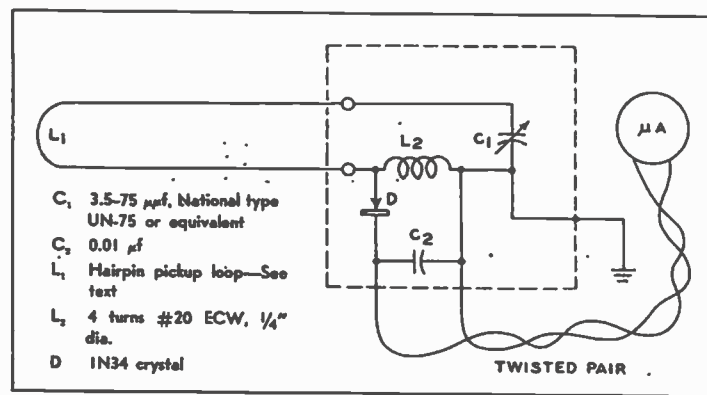 L₁
L₂
C₁
μA
D
C₂
C₁ 3.5–75 μμf, National type
UN-75 or equivalent
C₂ 0.01 μf
L₁ Hairpin pickup loop—See
text
L₂ 4 turns #20 ECW, 1/4"
dia.
D 1N34 crystal
TWISTED PAIR